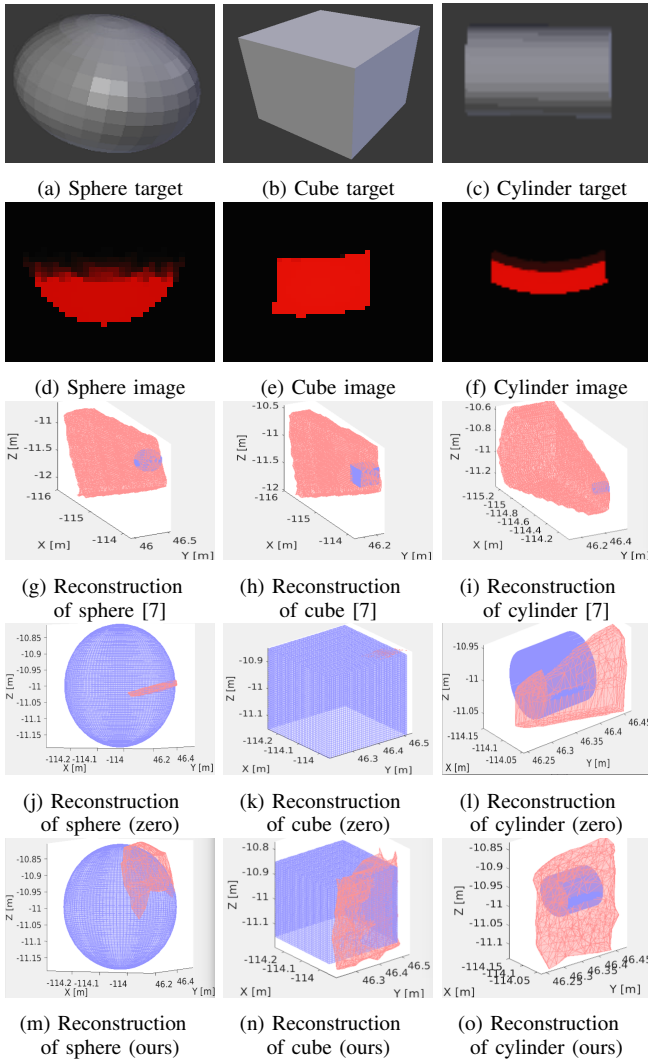 (a) Sphere target
(b) Cube target
(c) Cylinder target
(d) Sphere image
(e) Cube image
(f) Cylinder image
Z [m]
-11
-11.5
-12
-116
-115
-114
X [m]
46
46.5
Y [m]
Z [m]
-10.5
-11
-11.5
-12
-116
-115
-114
X [m]
46.2
Y [m]
Z [m]
-10.6
-10.8
-11
-11.2
-115.2
-115
-114.8
-114.6
-114.4
-114.2
X [m]
46.2
46.4
Y [m]
(g) Reconstruction
of sphere [7]
(h) Reconstruction
of cube [7]
(i) Reconstruction
of cylinder [7]
Z [m]
-10.85
-10.9
-10.95
-11
-11.05
-11.1
-11.15
-114.2
-114.1
-114
X [m]
46.2
46.4
Y [m]
Z [m]
-10.9
-11
-11.1
-114.2
-114.1
-114
X [m]
46.3
46.4
46.5
Y [m]
Z [m]
-10.95
-11
-11.05
-114.15
-114.1
-114.05
X [m]
46.25
46.3
46.35
46.4
46.45
Y [m]
(j) Reconstruction
of sphere (zero)
(k) Reconstruction
of cube (zero)
(l) Reconstruction
of cylinder (zero)
Z [m]
-10.85
-10.9
-10.95
-11
-11.05
-11.1
-11.15
-114.2
-114.1
-114
X [m]
46.2
46.4
Y [m]
Z [m]
-10.8
-10.9
-11
-11.1
-114.2
-114.1
-114
X [m]
46.3
46.4
46.5
Y [m]
Z [m]
-10.85
-10.9
-10.95
-11
-11.05
-11.1
-114.15
-114.1
-114.05
X [m]
46.25
46.3
46.35
46.4
46.45
Y [m]
(m) Reconstruction
of sphere (ours)
(n) Reconstruction
of cube (ours)
(o) Reconstruction
of cylinder (ours)